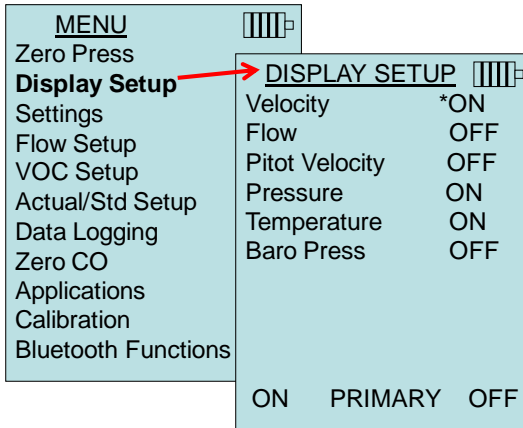 MENU
Zero Press
Display Setup
Settings
Flow Setup
VOC Setup
Actual/Std Setup
Data Logging
Zero CO
Applications
Calibration
Bluetooth Functions
DISPLAY SETUP
Velocity *ON
Flow OFF
Pitot Velocity OFF
Pressure ON
Temperature ON
Baro Press OFF
ON PRIMARY OFF